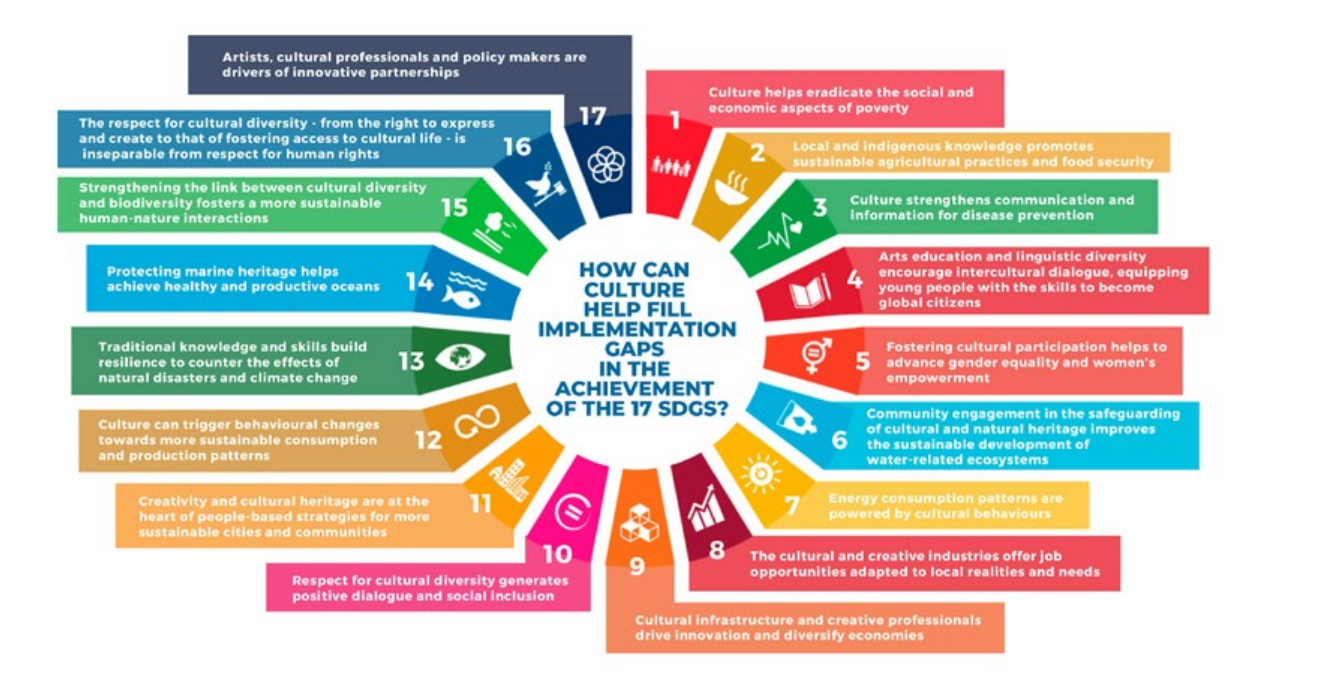 HOW CAN
CULTURE
HELP FILL
IMPLEMENTATION
GAPS
IN THE
ACHIEVEMENT
OF THE 17 SDGS?
1
Culture helps eradicate the social and
economic aspects of poverty
2
Local and indigenous knowledge promotes
sustainable agricultural practices and food security
3
Culture strengthens communication and
information for disease prevention
4
Arts education and linguistic diversity
encourage intercultural dialogue, equipping
young people with the skills to become
global citizens
5
Fostering cultural participation helps to
advance gender equality and women's
empowerment
6
Community engagement in the safeguarding
of cultural and natural heritage improves
the sustainable development of
water-related ecosystems
7
Energy consumption patterns are
powered by cultural behaviours
8
The cultural and creative industries offer job
opportunities adapted to local realities and needs
9
Cultural infrastructure and creative professionals
drive innovation and diversify economies
10
Respect for cultural diversity generates
positive dialogue and social inclusion
11
Creativity and cultural heritage are at the
heart of people-based strategies for more
sustainable cities and communities
12
Culture can trigger behavioural changes
towards more sustainable consumption
and production patterns
13
Traditional knowledge and skills build
resilience to counter the effects of
natural disasters and climate change
14
Protecting marine heritage helps
achieve healthy and productive oceans
15
Strengthening the link between cultural diversity
and biodiversity fosters a more sustainable
human-nature interactions
16
The respect for cultural diversity - from the right to express
and create to that of fostering access to cultural life - is
inseparable from respect for human rights
17
Artists, cultural professionals and policy makers are
drivers of innovative partnerships